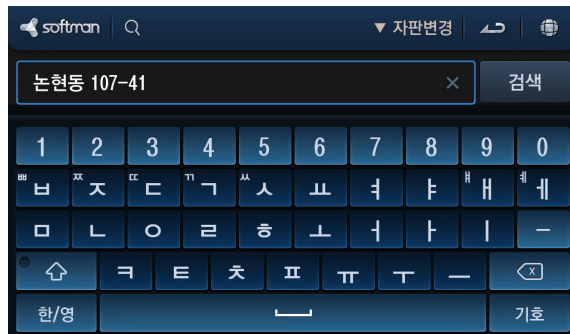 softman ▼ 자판변경
논현동 107-41 × 검색
1 2 3 4 5 6 7 8 9 0
ㅃ ㅂ ㅉ ㅈ ㄸ ㄷ ㄲ ㄱ ㅆ ㅅ ㅛ ㅕ ㅑ ㅒ ㅐ ㅖ ㅔ
ㅁ ㄴ ㅇ ㄹ ㅎ ㅗ ㅓ ㅏ ㅣ -
ㅋ ㅌ ㅊ ㅍ ㅠ ㅜ ㅡ
한/영 기호